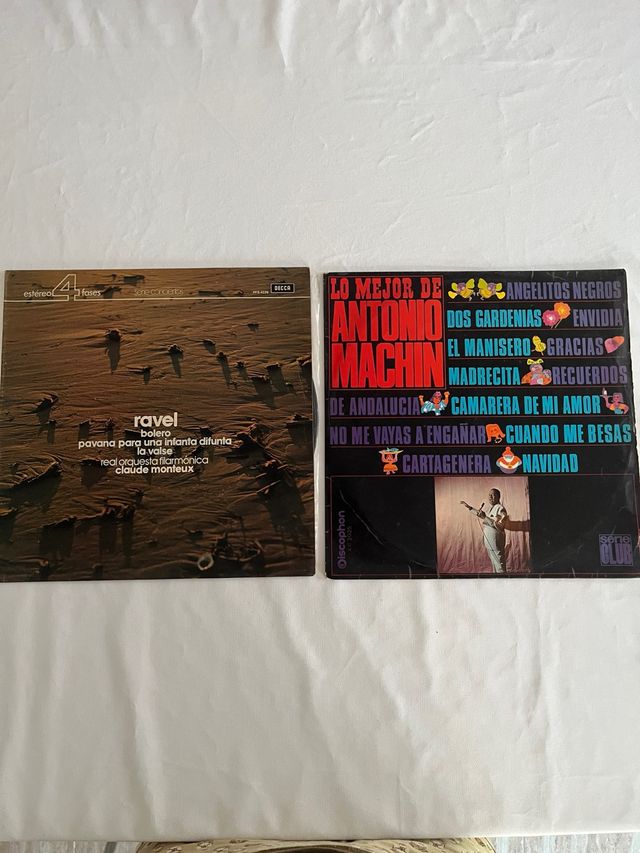 estéreo 4 fases
Serie Conciertos
DECCA
ravel
bolero
pavana para una infanta difunta
la valse
real orquesta filarmónica
claude monteux
LO MEJOR DE
ANTONIO
MACHIN
ANGELITOS NEGROS
DOS GARDENIAS ENVIDIA
EL MANISERO GRACIAS
MADRECITA RECUERDOS
DE ANDALUCIA CAMARERA DE MI AMOR
NO ME VAYAS A ENGAÑAR CUANDO ME BESAS
CARTAGENERA NAVIDAD
Discophon
serie
CLUB